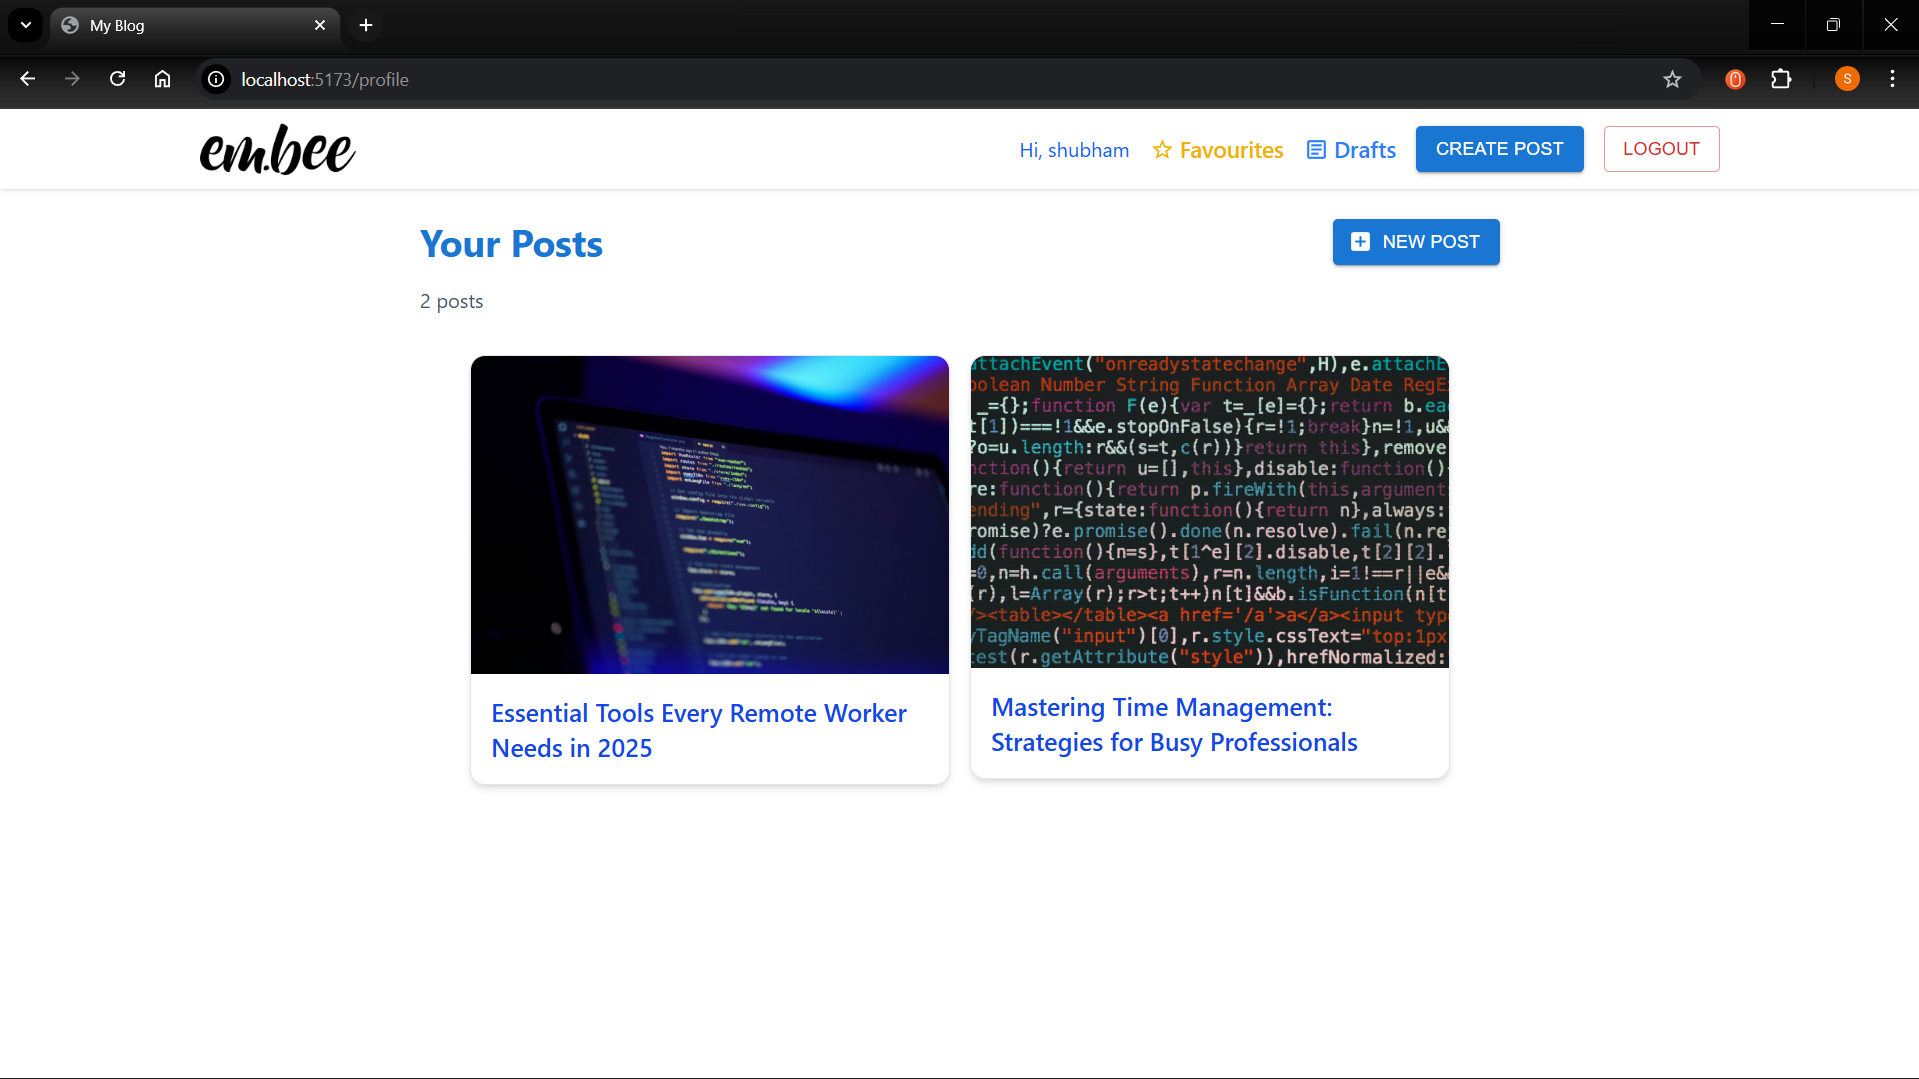 My Blog
localhost:5173/profile
S
em.bee
Hi, shubham
Favourites
Drafts
CREATE POST
LOGOUT
Your Posts
NEW POST
2 posts
ttachEvent("onreadystatechange",H),e.attachE
oolean Number String Function Array Date RegE
_={};function F(e){var t=_[e]={};return b.ea
t[1])===!1&&e.stopOnFalse){r=!1;break}n=!1,u&
?o=u.length:r&&(s=t,c(r))}return this},remove
nction(){return u=[],this},disable:function()
re:function(){return p.fireWith(this,argument
ending",r={state:function(){return n},always:
romise)?e.promise().done(n.resolve).fail(n.re
dd(function(){n=s},t[1^e][2].disable,t[2][2].
=0,n=h.call(arguments),r=n.length,i=1!==r||e&
(r),l=Array(r);r>t;t++)n[t]&&b.isFunction(n[t
/><table></table><a href='/a'>a</a><input typ
yTagName("input")[0],r.style.cssText="top:1px
test(r.getAttribute("style")),hrefNormalized:
Essential Tools Every Remote Worker
Needs in 2025
Mastering Time Management:
Strategies for Busy Professionals